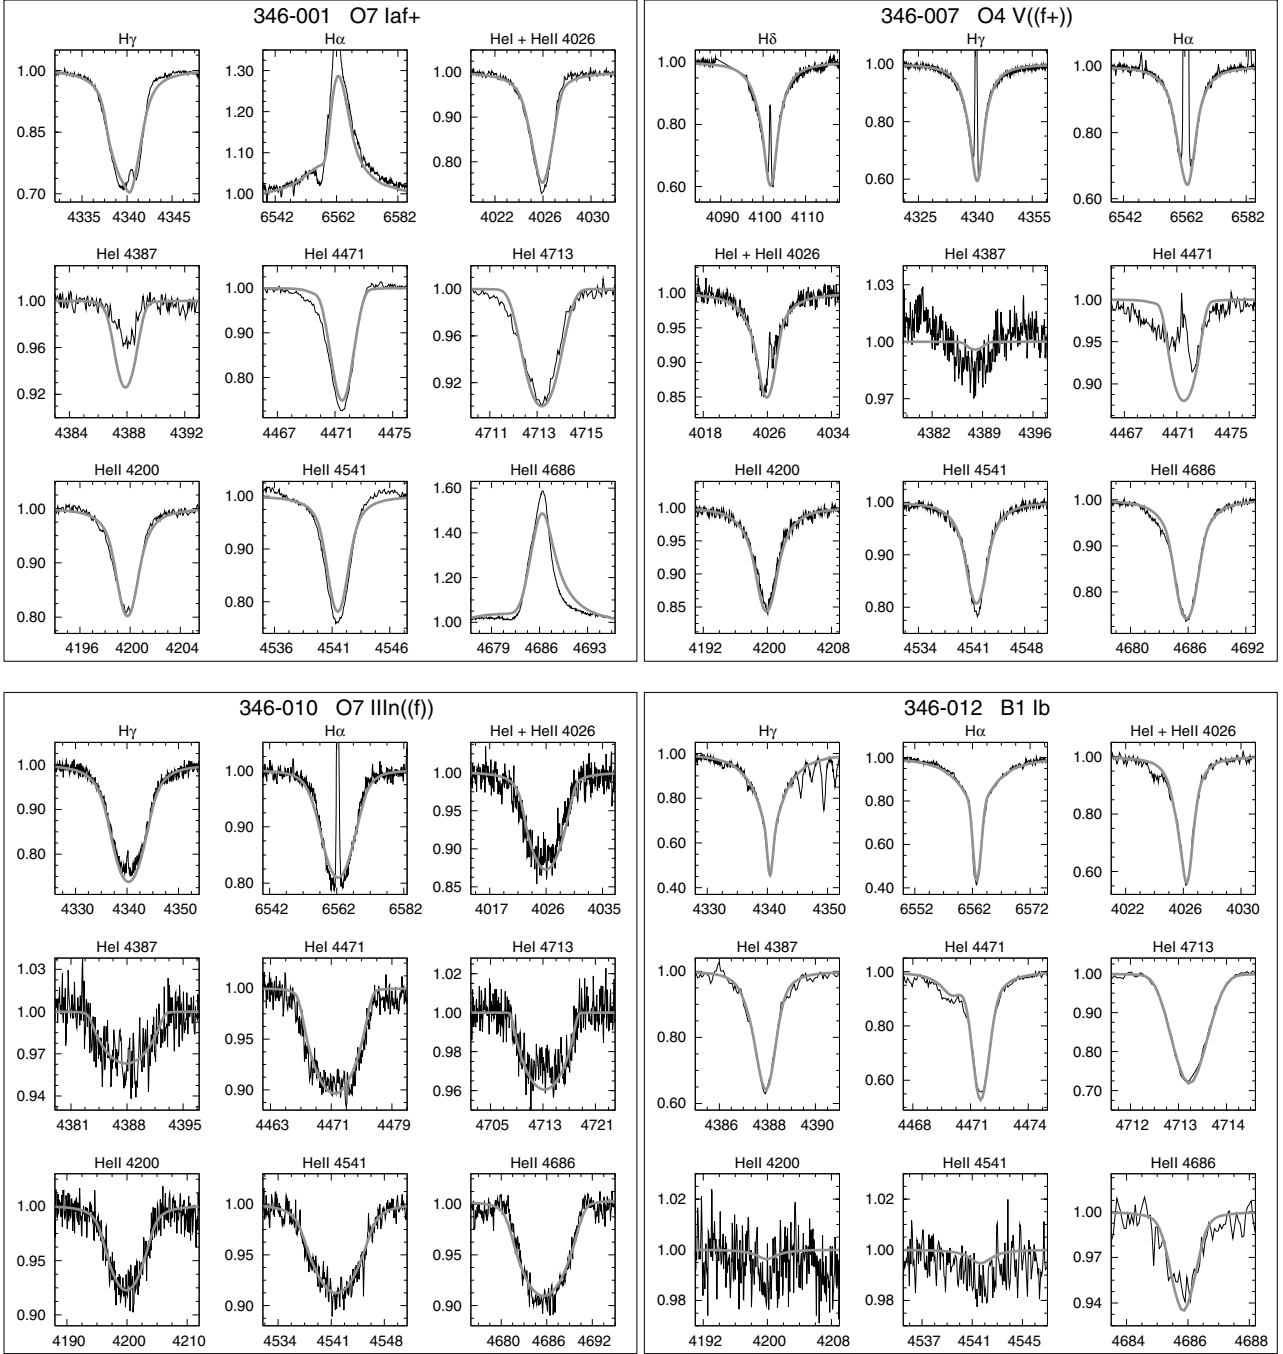 346-001 O7 Iaf+
Hγ
1.00
0.85
0.70
4335 4340 4345
Hα
1.30
1.20
1.10
1.00
6542 6562 6582
HeI + HeII 4026
1.00
0.90
0.80
4022 4026 4030
HeI 4387
1.00
0.96
0.92
4384 4388 4392
HeI 4471
1.00
0.90
0.80
4467 4471 4475
HeI 4713
1.00
0.96
0.92
4711 4713 4715
HeII 4200
1.00
0.90
0.80
4196 4200 4204
HeII 4541
1.00
0.90
0.80
4536 4541 4546
HeII 4686
1.60
1.40
1.20
1.00
4679 4686 4693
346-007 O4 V((f+))
Hδ
1.00
0.80
0.60
4090 4100 4110
Hγ
1.00
0.80
0.60
4325 4340 4355
Hα
1.00
0.80
0.60
6542 6562 6582
HeI + HeII 4026
1.00
0.95
0.90
0.85
4018 4026 4034
HeI 4387
1.03
1.00
0.97
4382 4389 4396
HeI 4471
1.00
0.95
0.90
4467 4471 4475
HeII 4200
1.00
0.95
0.90
0.85
4192 4200 4208
HeII 4541
1.00
0.90
0.80
4534 4541 4548
HeII 4686
1.00
0.90
0.80
4680 4686 4692
346-010 O7 IIIn((f))
Hγ
1.00
0.90
0.80
4330 4340 4350
Hα
1.00
0.90
0.80
6542 6562 6582
HeI + HeII 4026
1.00
0.95
0.90
0.85
4017 4026 4035
HeI 4387
1.03
1.00
0.97
0.94
4381 4388 4395
HeI 4471
1.00
0.95
0.90
4463 4471 4479
HeI 4713
1.02
1.00
0.98
0.96
4705 4713 4721
HeII 4200
1.00
0.95
0.90
4190 4200 4210
HeII 4541
1.00
0.95
0.90
4534 4541 4548
HeII 4686
1.00
0.95
0.90
4680 4686 4692
346-012 B1 Ib
Hγ
1.00
0.80
0.60
0.40
4330 4340 4350
Hα
1.00
0.80
0.60
0.40
6552 6562 6572
HeI + HeII 4026
1.00
0.80
0.60
4022 4026 4030
HeI 4387
1.00
0.80
0.60
4386 4388 4390
HeI 4471
1.00
0.80
0.60
4468 4471 4474
HeI 4713
1.00
0.90
0.80
0.70
4712 4713 4714
HeII 4200
1.02
1.00
0.98
4192 4200 4208
HeII 4541
1.02
1.00
0.98
4537 4541 4545
HeII 4686
1.00
0.97
0.94
4684 4686 4688